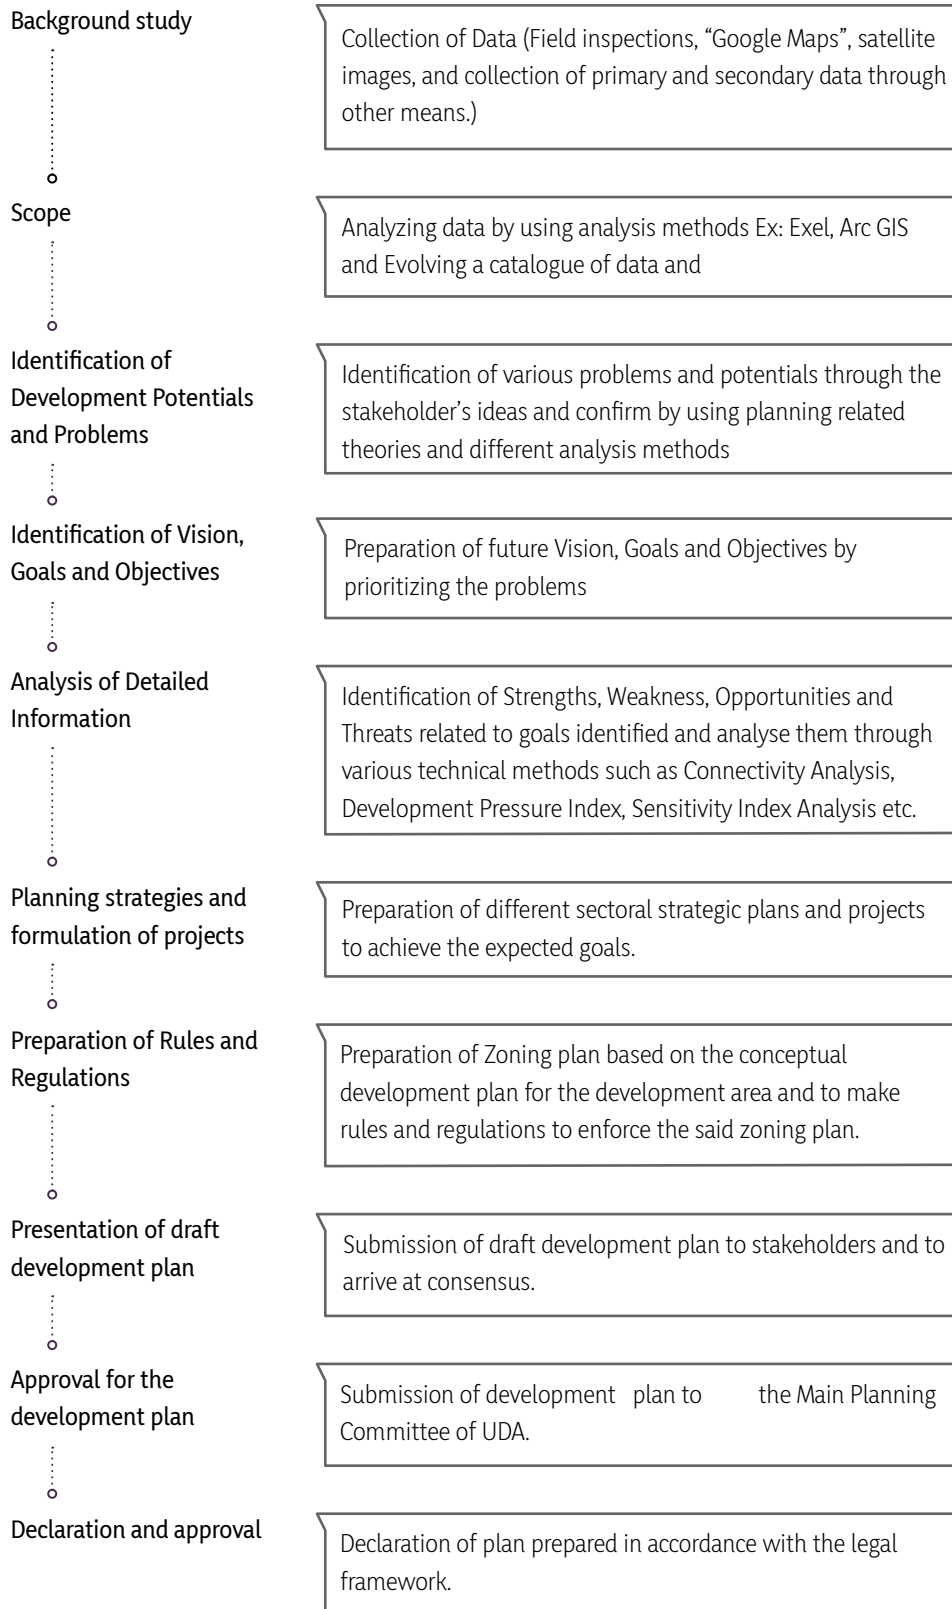 Background study
Collection of Data (Field inspections, “Google Maps”, satellite
images, and collection of primary and secondary data through
other means.)
Scope
Analyzing data by using analysis methods Ex: Exel, Arc GIS
and Evolving a catalogue of data and
Identification of
Development Potentials
and Problems
Identification of various problems and potentials through the
stakeholder’s ideas and confirm by using planning related
theories and different analysis methods
Identification of Vision,
Goals and Objectives
Preparation of future Vision, Goals and Objectives by
prioritizing the problems
Analysis of Detailed
Information
Identification of Strengths, Weakness, Opportunities and
Threats related to goals identified and analyse them through
various technical methods such as Connectivity Analysis,
Development Pressure Index, Sensitivity Index Analysis etc.
Planning strategies and
formulation of projects
Preparation of different sectoral strategic plans and projects
to achieve the expected goals.
Preparation of Rules and
Regulations
Preparation of Zoning plan based on the conceptual
development plan for the development area and to make
rules and regulations to enforce the said zoning plan.
Presentation of draft
development plan
Submission of draft development plan to stakeholders and to
arrive at consensus.
Approval for the
development plan
Submission of development plan to the Main Planning
Committee of UDA.
Declaration and approval
Declaration of plan prepared in accordance with the legal
framework.